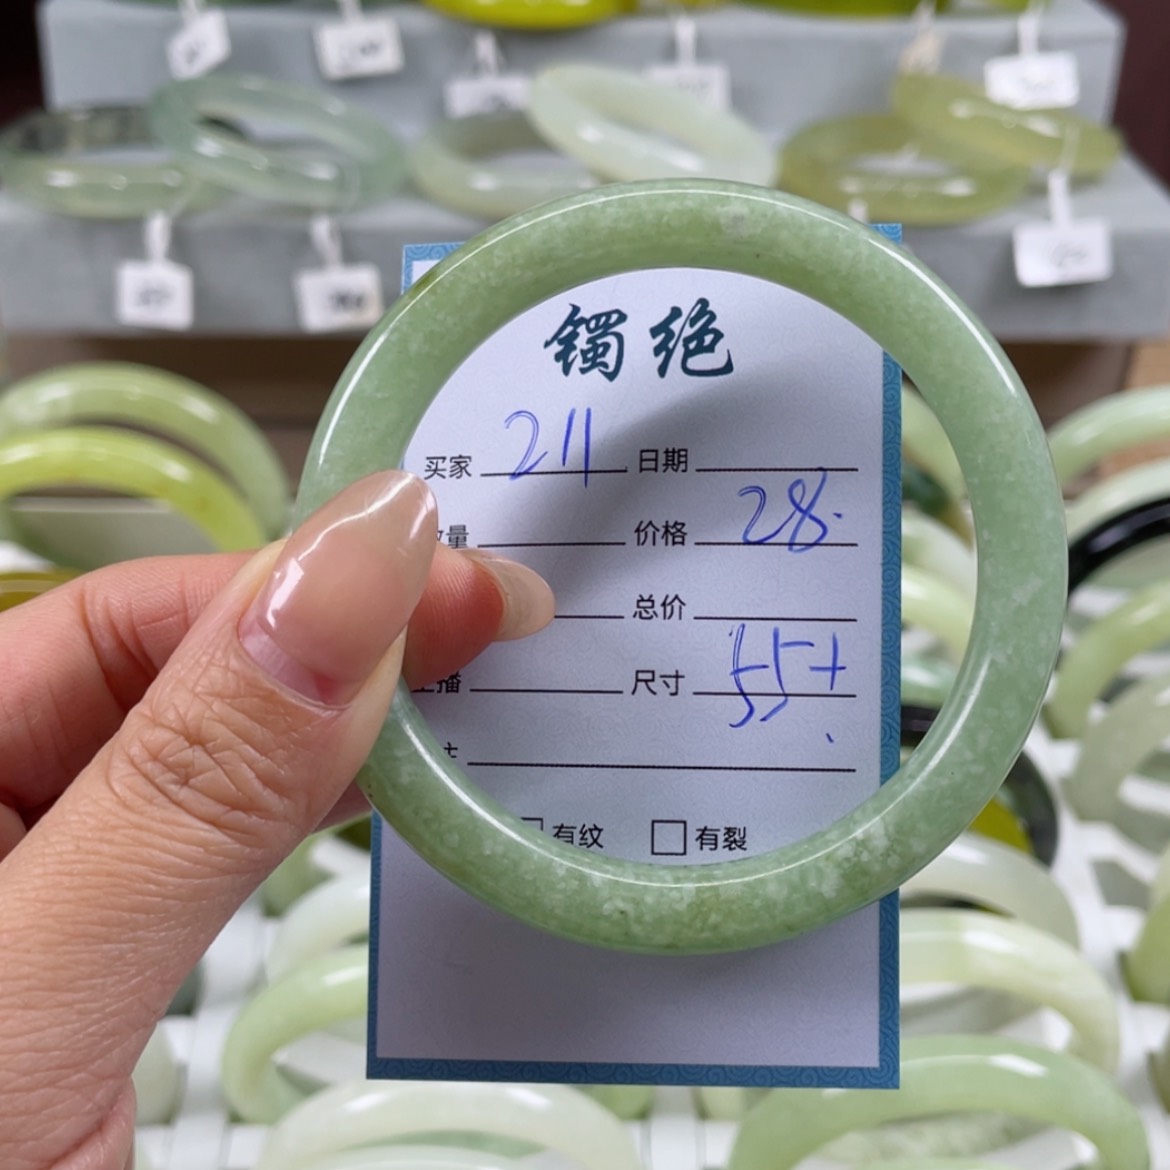 镯绝
买家 211 日期
量 价格 28.
总价
播 尺寸 55+
有纹 有裂